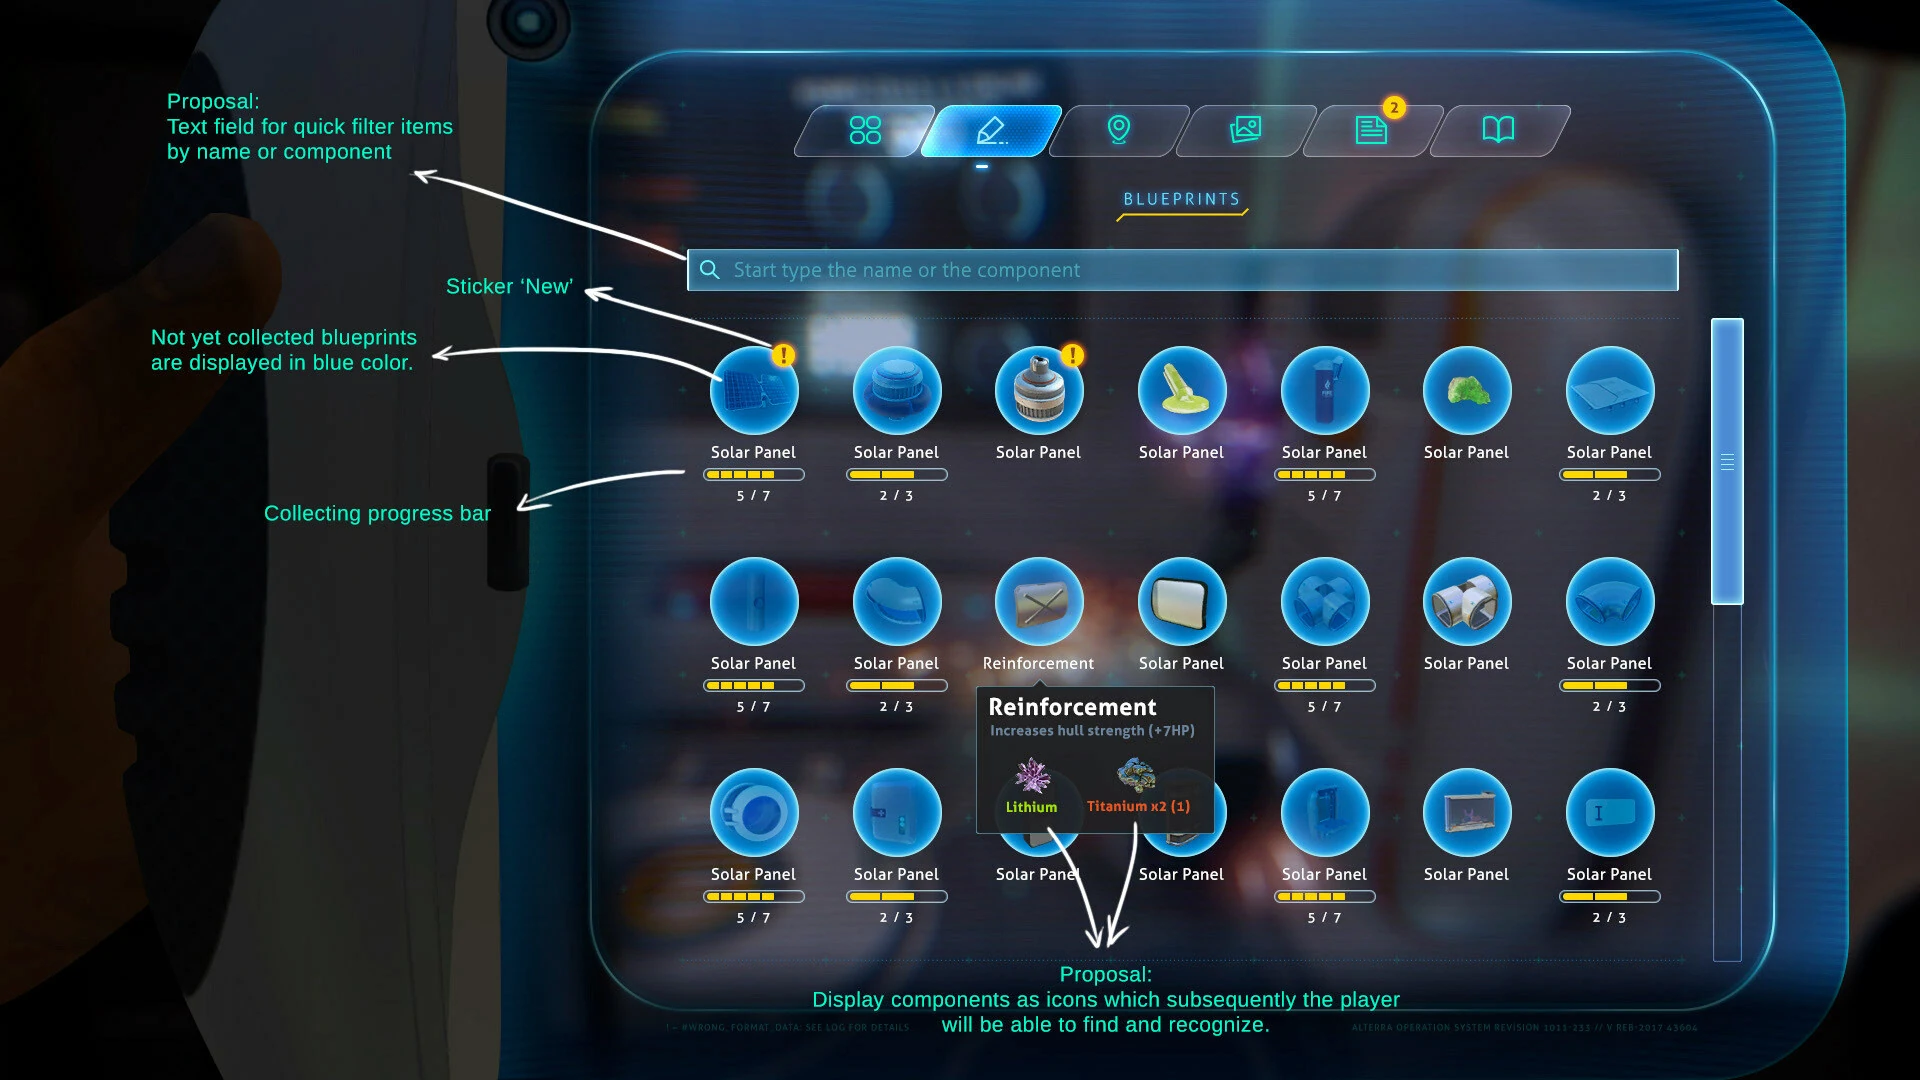 Proposal:
Text field for quick filter items
by name or component
2
BLUEPRINTS
Start type the name or the component
Sticker ‘New’
Not yet collected blueprints
are displayed in blue color.
! !
Solar Panel Solar Panel Solar Panel Solar Panel Solar Panel Solar Panel Solar Panel
5 / 7 2 / 3 5 / 7 2 / 3
Collecting progress bar
Solar Panel Solar Panel Reinforcement Solar Panel Solar Panel Solar Panel Solar Panel
5 / 7 2 / 3 5 / 7 2 / 3
Reinforcement
Increases hull strength (+7HP)
Lithium Titanium x2 (1)
Solar Panel Solar Panel Solar Panel Solar Panel Solar Panel Solar Panel Solar Panel
5 / 7 2 / 3 5 / 7 2 / 3
Proposal:
Display components as icons which subsequently the player
will be able to find and recognize.
#WRONG_FORMAT_DATA: SEE LOG FOR DETAILS
ALTERRA OPERATION SYSTEM REVISION 1011-233 // V REB-2017 43604